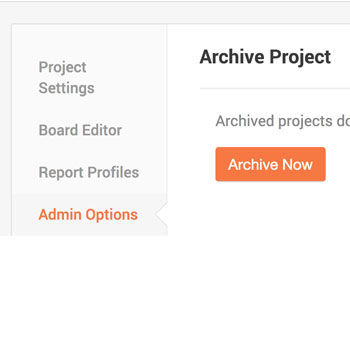 Project
Settings
Board Editor
Report Profiles
Admin Options
Archive Project
Archived projects do
Archive Now